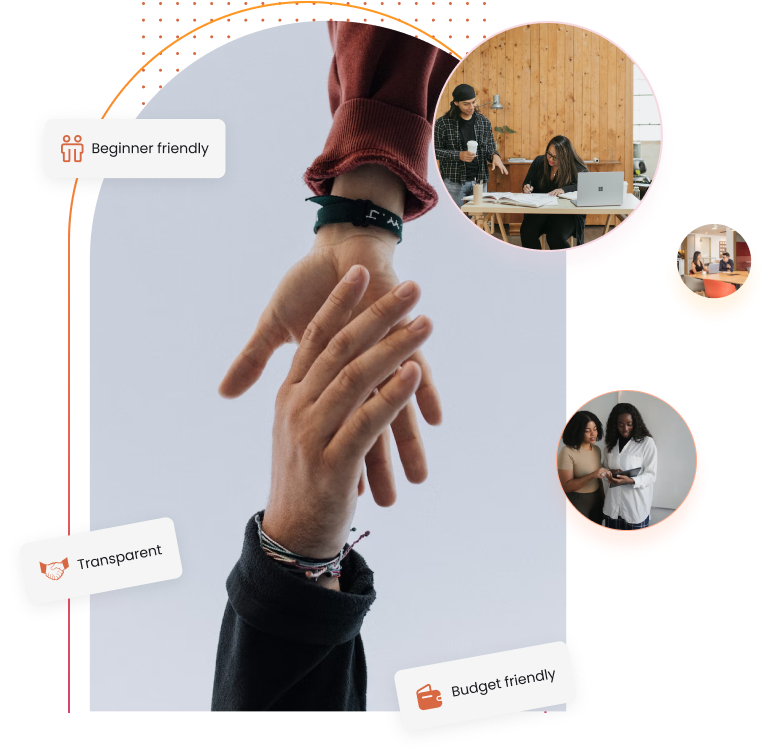 Beginner friendly
Transparent
Budget friendly